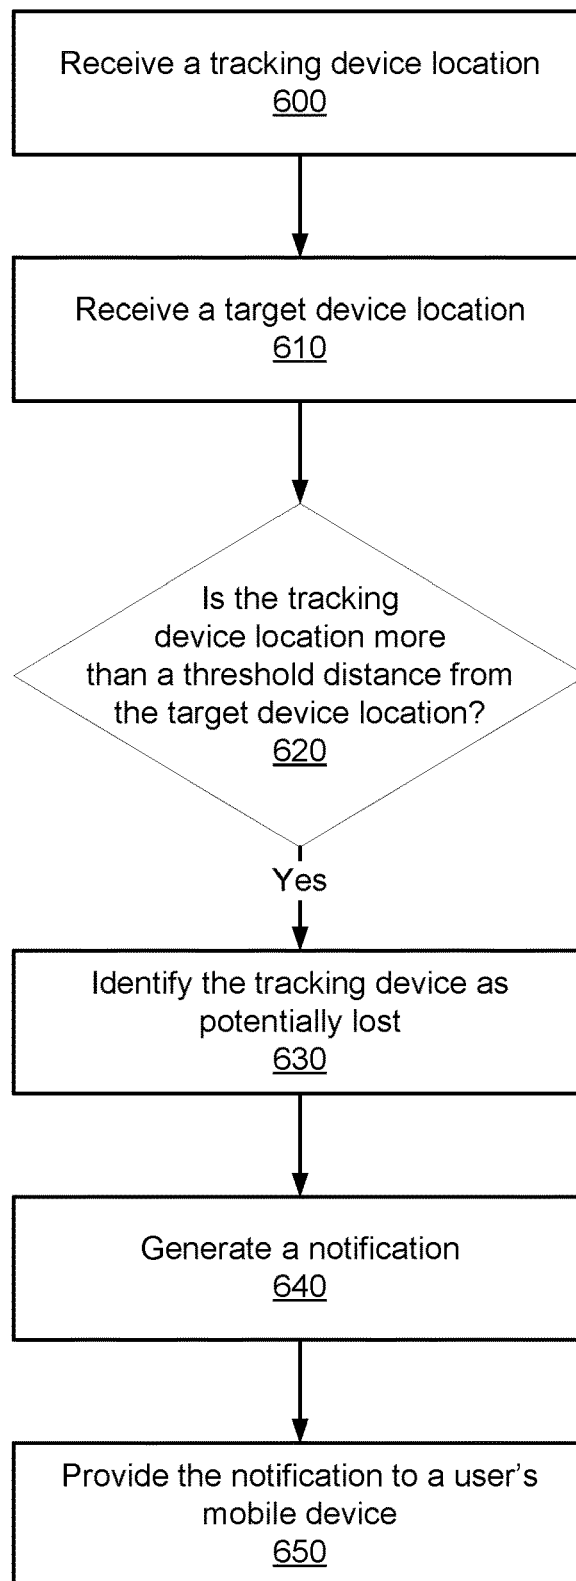 Receive a tracking device location
600
Receive a target device location
610
Is the tracking
device location more
than a threshold distance from
the target device location?
620
Yes
Identify the tracking device as
potentially lost
630
Generate a notification
640
Provide the notification to a user's
mobile device
650